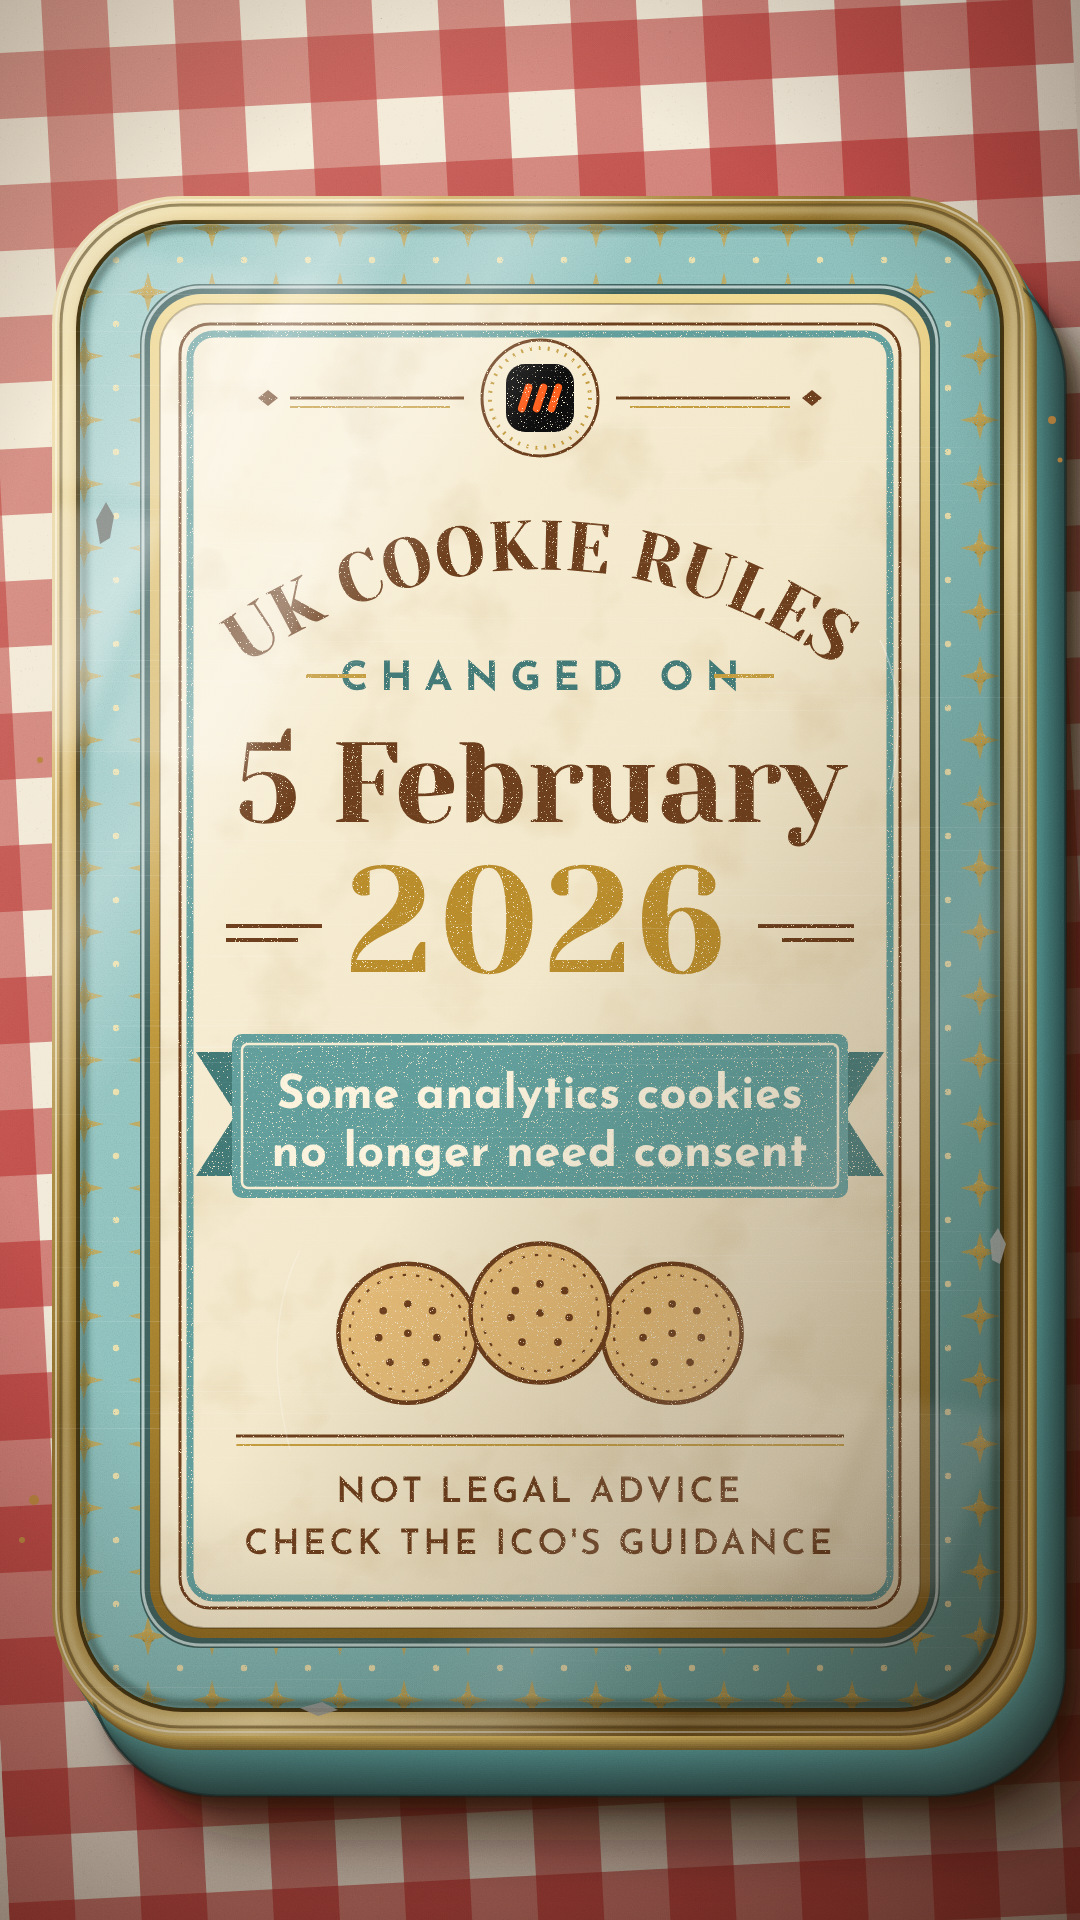 UK COOKIE RULES
CHANGED ON
5 February
2026
Some analytics cookies
no longer need consent
NOT LEGAL ADVICE
CHECK THE ICO'S GUIDANCE